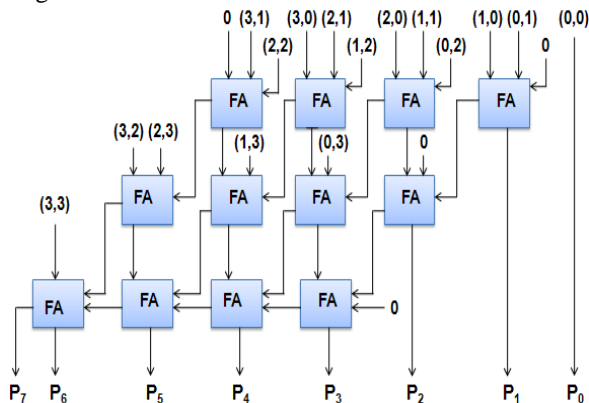 0 (3,1) (3,0) (2,1) (2,0) (1,1) (1,0) (0,1) (0,0)
(2,2) (1,2) (0,2) 0
FA FA FA FA
(3,2) (2,3) (1,3) (0,3) 0
FA FA FA FA
(3,3)
FA FA FA FA 0
P7 P6 P5 P4 P3 P2 P1 P0